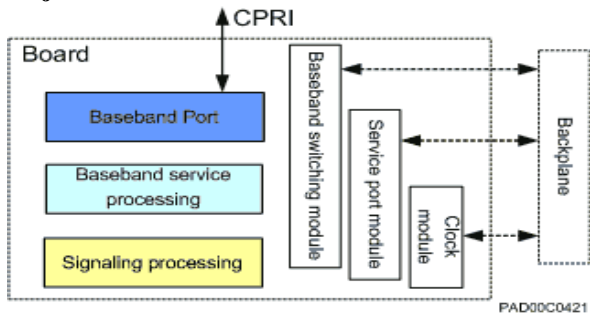 CPRI
Board
Baseband Port
Baseband service
processing
Signaling processing
Baseband switching module
Service port module
Clock
module
Backplane
PAD00C0421